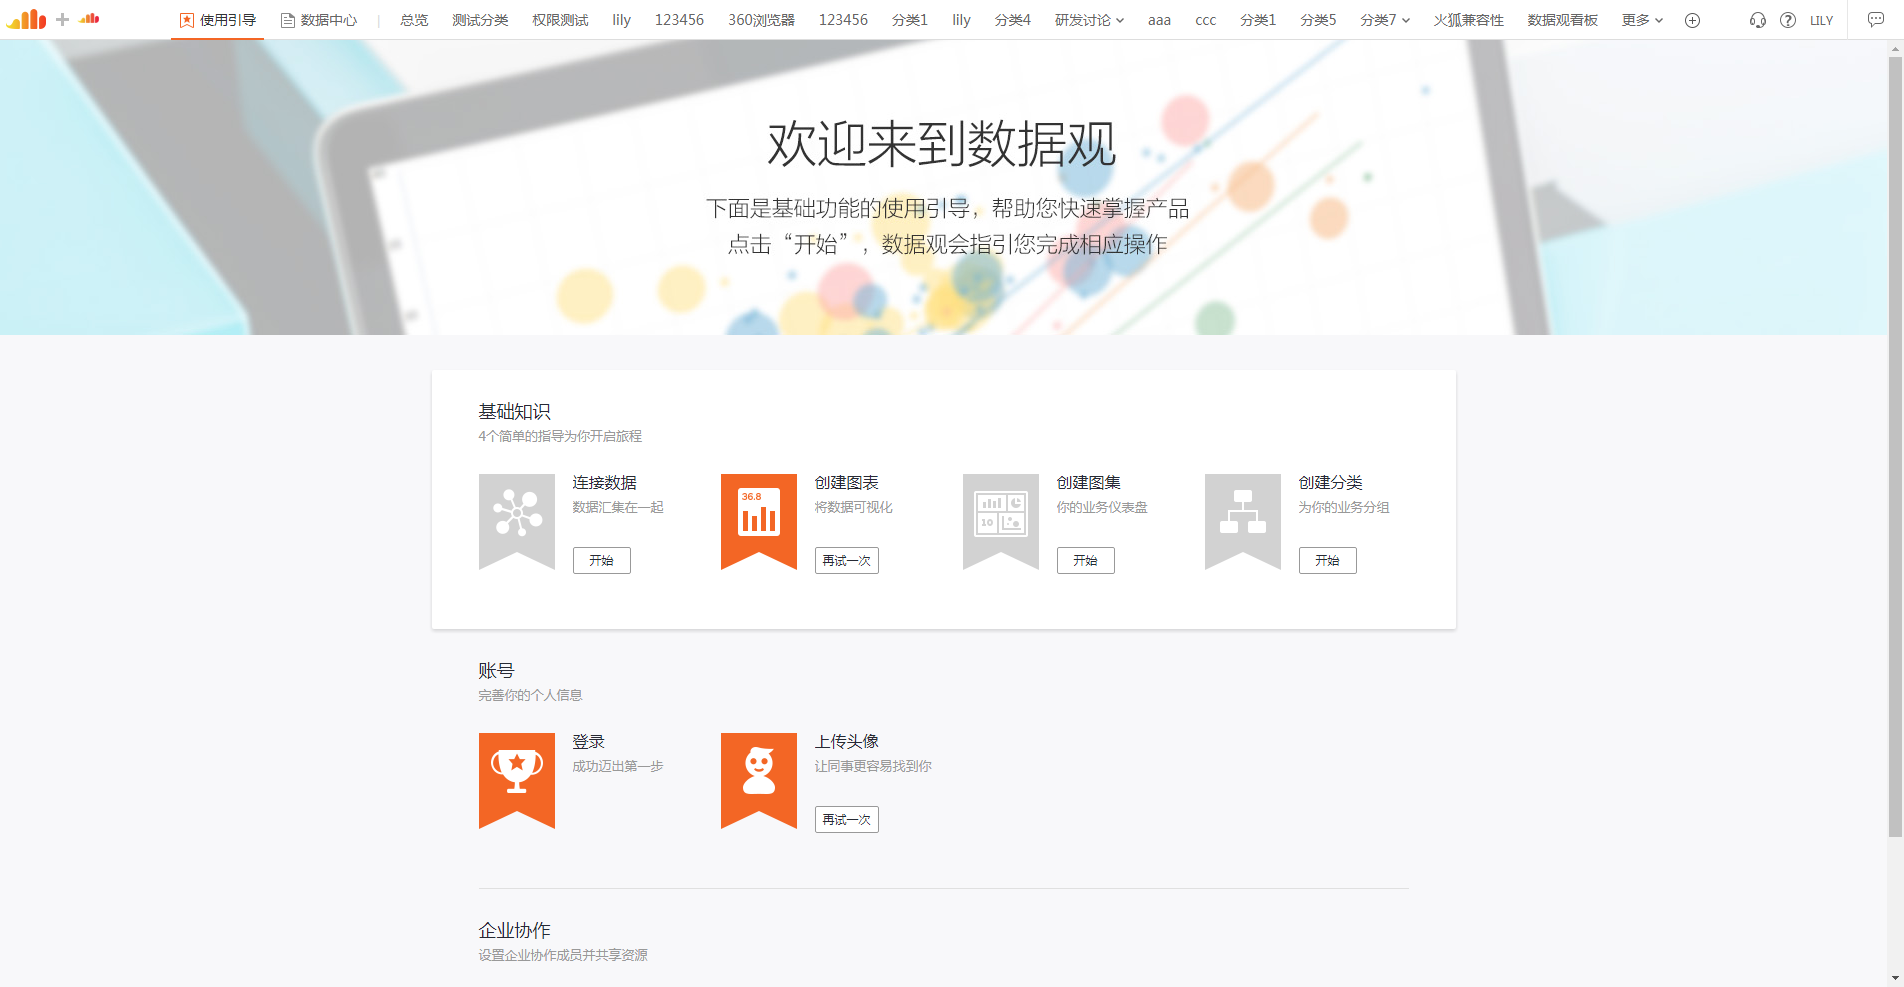 使用引导 数据中心 | 总览 测试分类 权限测试 lily 123456 360浏览器 123456 分类1 lily 分类4 研发讨论 aaa ccc 分类1 分类5 分类7 火狐兼容性 数据观看板 更多 LILY
欢迎来到数据观
下面是基础功能的使用引导，帮助您快速掌握产品
点击“开始”，数据观会指引您完成相应操作
基础知识
4个简单的指导为你开启旅程
连接数据
数据汇集在一起
开始
36.8
创建图表
将数据可视化
再试一次
10
创建图集
你的业务仪表盘
开始
创建分类
为你的业务分组
开始
账号
完善你的个人信息
登录
成功迈出第一步
上传头像
让同事更容易找到你
再试一次
企业协作
设置企业协作成员并共享资源